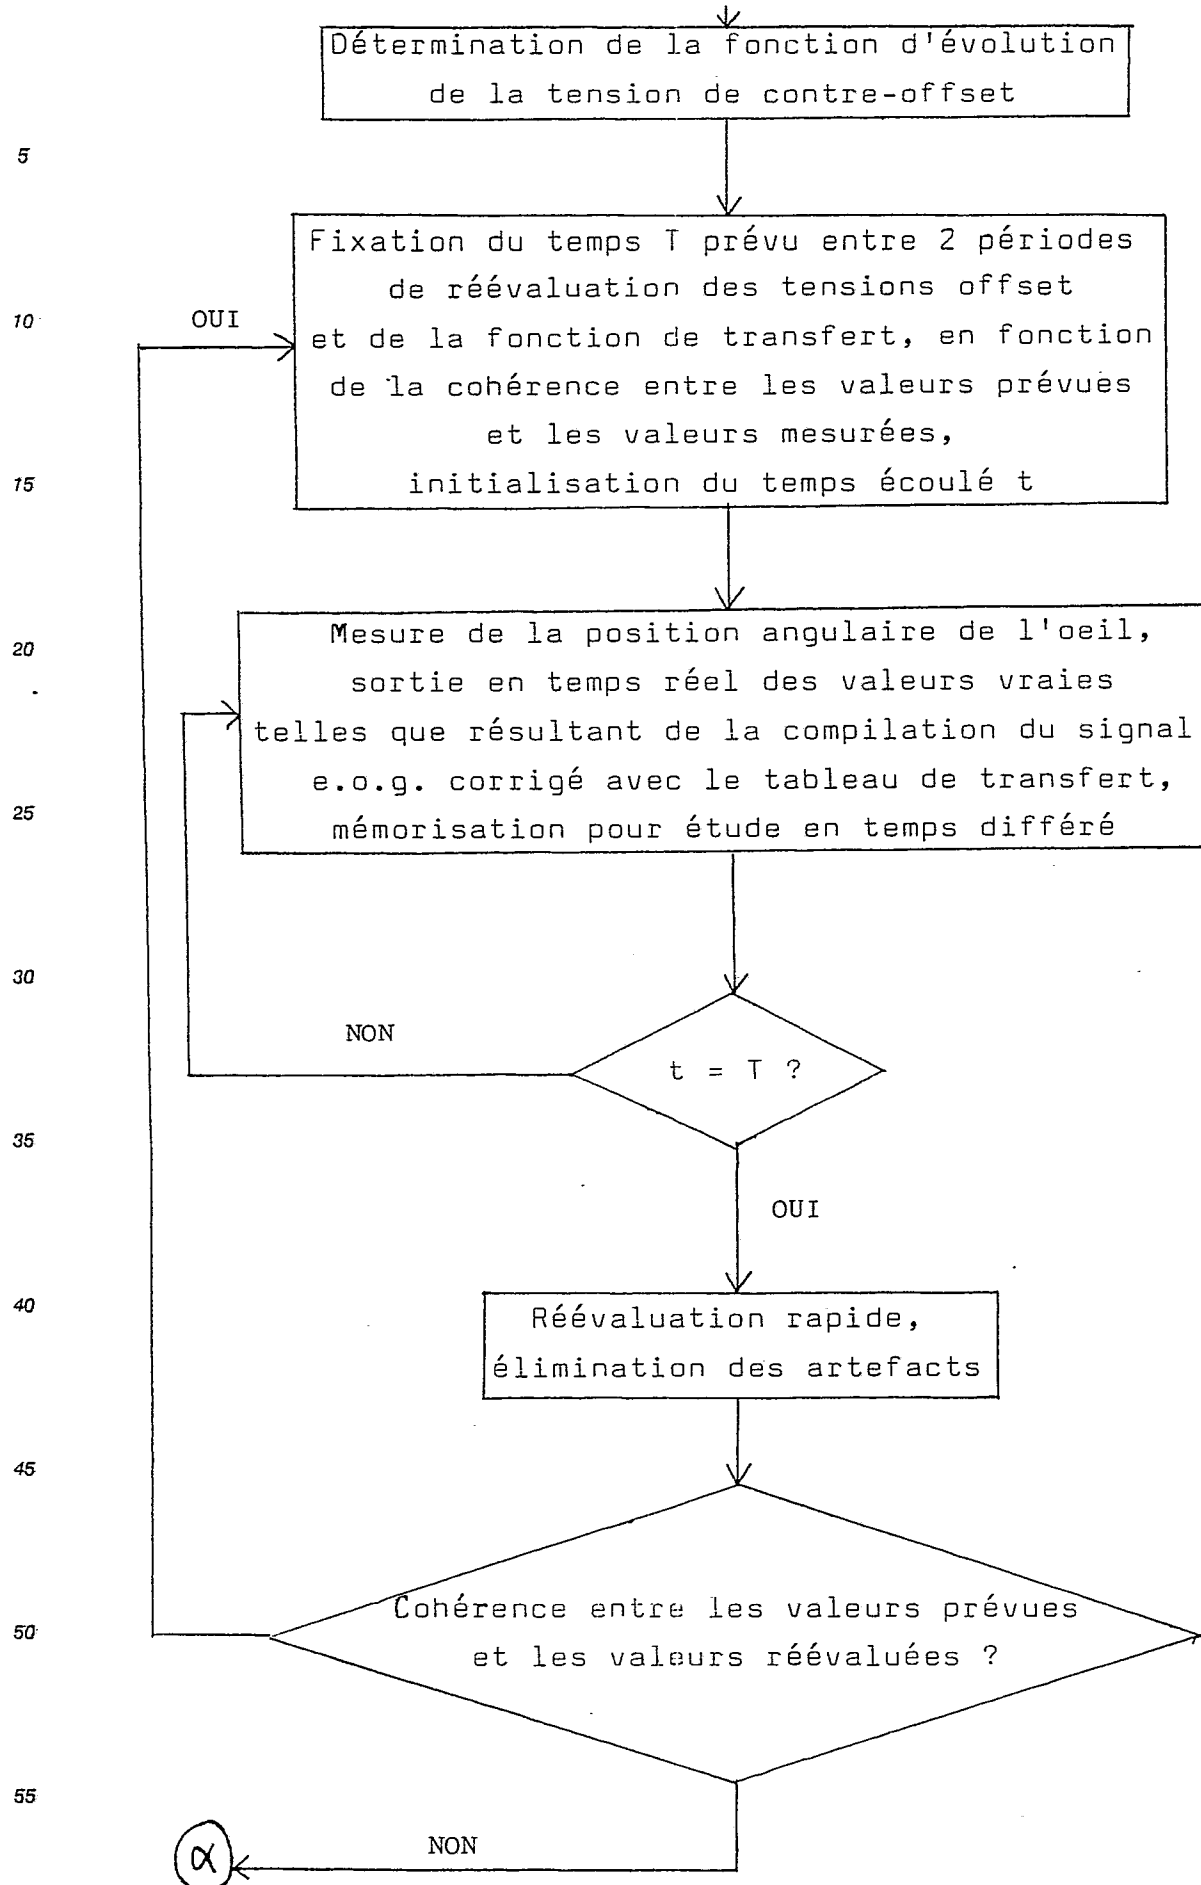 Détermination de la fonction d'évolution
de la tension de contre-offset
5
Fixation du temps T prévu entre 2 périodes
de réévaluation des tensions offset
10
OUI
et de la fonction de transfert, en fonction
de la cohérence entre les valeurs prévues
et les valeurs mesurées,
15
initialisation du temps écoulé t
Mesure de la position angulaire de l'oeil,
20
sortie en temps réel des valeurs vraies
telles que résultant de la compilation du signal
e.o.g. corrigé avec le tableau de transfert,
25
mémorisation pour étude en temps différé
30
NON
t = T ?
35
OUI
40
Réévaluation rapide,
élimination des artefacts
45
Cohérence entre les valeurs prévues
50
et les valeurs réévaluées ?
55
NON
α